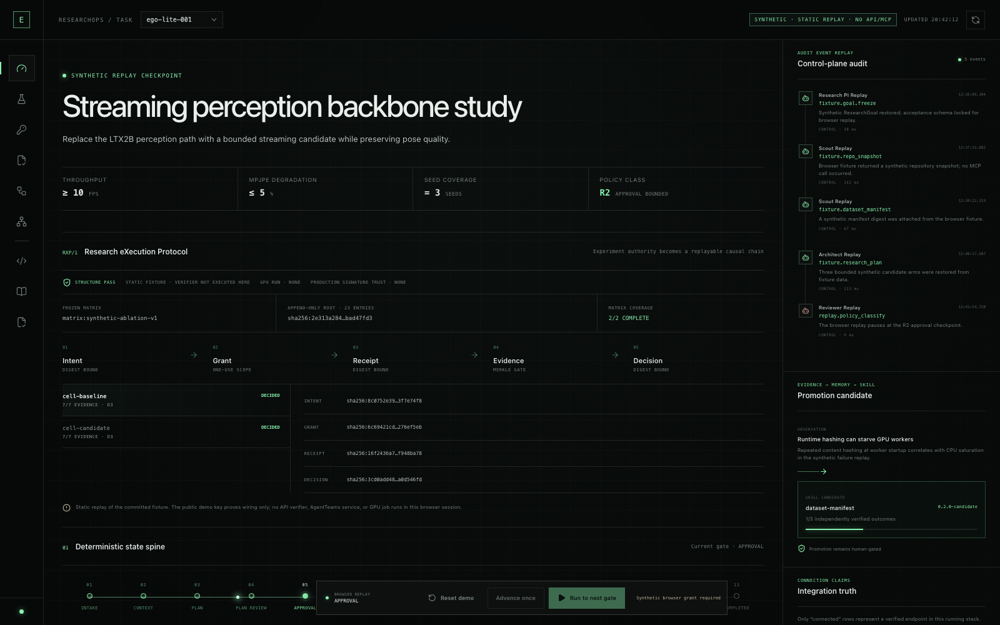 E
RESEARCHOPS / TASK
ego-lite-001
SYNTHETIC · STATIC REPLAY · NO API/MCP
UPDATED 20:42:12
SYNTHETIC REPLAY CHECKPOINT
Streaming perception backbone study
Replace the LTX2B perception path with a bounded streaming candidate while preserving pose quality.
THROUGHPUT
≥ 10 FPS
MPJPE DEGRADATION
≤ 5 %
SEED COVERAGE
= 3 SEEDS
POLICY CLASS
R2 APPROVAL BOUNDED
RXP/1 Research eXecution Protocol
Experiment authority becomes a replayable causal chain
STRUCTURE PASS STATIC FIXTURE · VERIFIER NOT EXECUTED HERE GPU RUN · NONE PRODUCTION SIGNATURE TRUST · NONE
FROZEN MATRIX
matrix:synthetic-ablation-v1
APPEND-ONLY ROOT · 23 ENTRIES
sha256:2e313a284…bad47fd3
MATRIX COVERAGE
2/2 COMPLETE
01
Intent
DIGEST BOUND
02
Grant
ONE-USE SCOPE
03
Receipt
DIGEST BOUND
04
Evidence
MERKLE GATE
05
Decision
DIGEST BOUND
cell-baseline DECIDED
7/7 EVIDENCE · D3
cell-candidate DECIDED
7/7 EVIDENCE · D3
INTENT sha256:8c0752e39…3f7e74f8
GRANT sha256:6c69421cd…276ef5eb
RECEIPT sha256:16f2436a7…f948ba78
DECISION sha256:3cd0add48…a0d546fd
Static replay of the committed fixture. The public demo key proves wiring only; no API verifier, AgentTeams service, or GPU job runs in this browser session.
01 Deterministic state spine
Current gate · APPROVAL
01
INTAKE
02
CONTEXT
03
PLAN
04
PLAN REVIEW
05
APPROVAL
13
OMPLETED
BROWSER REPLAY
APPROVAL
Reset demo
Advance once
Run to next gate
Synthetic browser grant required
AUDIT EVENT REPLAY
Control-plane audit
5 events
Research PI Replay 12:36:09.184
fixture.goal.freeze
Synthetic ResearchGoal restored; acceptance schema locked for
browser replay.
CONTROL · 18 ms
Scout Replay 12:37:31.882
fixture.repo_snapshot
Browser fixture returned a synthetic repository snapshot; no MCP
call occurred.
CONTROL · 142 ms
Scout Replay 12:38:22.319
fixture.dataset_manifest
A synthetic manifest digest was attached from the browser fixture.
CONTROL · 67 ms
Architect Replay 12:40:17.507
fixture.research_plan
Three bounded synthetic candidate arms were restored from
fixture data.
CONTROL · 213 ms
Reviewer Replay 12:41:54.720
replay.policy_classify
The browser replay pauses at the R2 approval checkpoint.
CONTROL · 9 ms
EVIDENCE → MEMORY → SKILL
Promotion candidate
OBSERVATION
Runtime hashing can starve GPU workers
Repeated content hashing at worker startup correlates with CPU saturation
in the synthetic failure replay.
SKILL CANDIDATE
dataset-manifest 0.2.0-candidate
1/3 independently verified outcomes
Promotion remains human-gated
CONNECTION CLAIMS
Integration truth
Only “connected” rows represent a verified endpoint in this running stack.